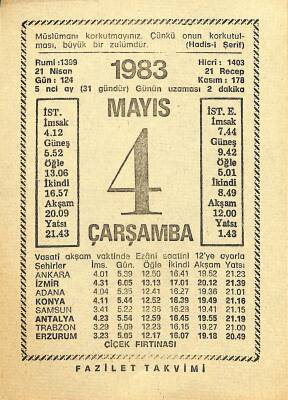 Müslümanı korkutmayınız. Çünkü onun korkutul-
ması, büyük bir zulümdür. (Hadis-i Şerif)
Rumi : 1399
21 Nisan
Gün : 124
1983
Hicri : 1403
21 Recep
Kasım : 178
5 nci ay (31 gündür) Günün uzaması 2 dakika
MAYIS
İST.
İmsak
4.12
Güneş
5.52
Öğle
13.06
İkindi
16.57
Akşam
20.09
Yatsı
21.43
4
İST. E.
İmsak
7.44
Güneş
9.42
Öğle
5.01
İkindi
8.49
Akşam
12.00
Yatsı
1.43
ÇARŞAMBA
Vasati akşam vaktinde Ezâni saatini 12'ye ayarla
Şehirler İms. Gün. Öğle İkindi Akşam Yatsı
ANKARA 4.01 5.39 12.50 16.41 19.52 21.23
İZMİR 4.31 6.05 13.13 17.01 20.12 21.39
ADANA 4.04 5.35 12.41 16.27 19.36 21.01
KONYA 4.11 5.44 12.52 16.39 19.49 21.16
SAMSUN 3.41 5.22 12.36 16.28 19.41 21.15
ANTALYA 4.23 5.54 12.59 16.45 19.55 21.19
TRABZON 3.29 5.09 12.23 16.15 19.27 21.00
ERZURUM 3.23 5.05 12.17 16.07 19.18 20.49
ÇİÇEK FIRTINASI
FAZİLET TAKVİMİ